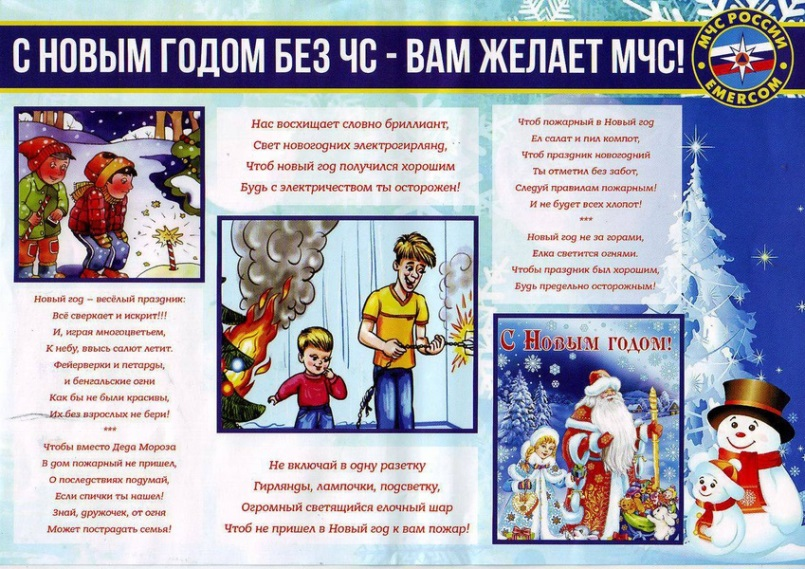 С НОВЫМ ГОДОМ БЕЗ ЧС - ВАМ ЖЕЛАЕТ МЧС!
МЧС РОССИИ
EMERCOM
Новый год – весёлый праздник:
Всё сверкает и искрит!!!
И, играя многоцветьем,
К небу, ввысь салют летит.
Фейерверки и петарды,
и бенгальские огни
Как бы не были красивы,
Их без взрослых не бери!
***
Чтобы вместо Деда Мороза
В дом пожарный не пришел,
О последствиях подумай,
Если спички ты нашел!
Знай, дружочек, от огня
Может пострадать семья!
Нас восхищает словно бриллиант,
Свет новогодних электрогирлянд,
Чтоб новый год получился хорошим
Будь с электричеством ты осторожен!
Не включай в одну разетку
Гирлянды, лампочки, подсветку,
Огромный светящийся елочный шар
Чтоб не пришел в Новый год к вам пожар!
Чтоб пожарный в Новый год
Ел салат и пил компот,
Чтоб праздник новогодний
Ты отметил без забот,
Следуй правилам пожарным!
И не будет всех хлопот!
***
Новый год не за горами,
Елка светится огнями.
Чтобы праздник был хорошим,
Будь предельно осторожным!
С Новым годом!